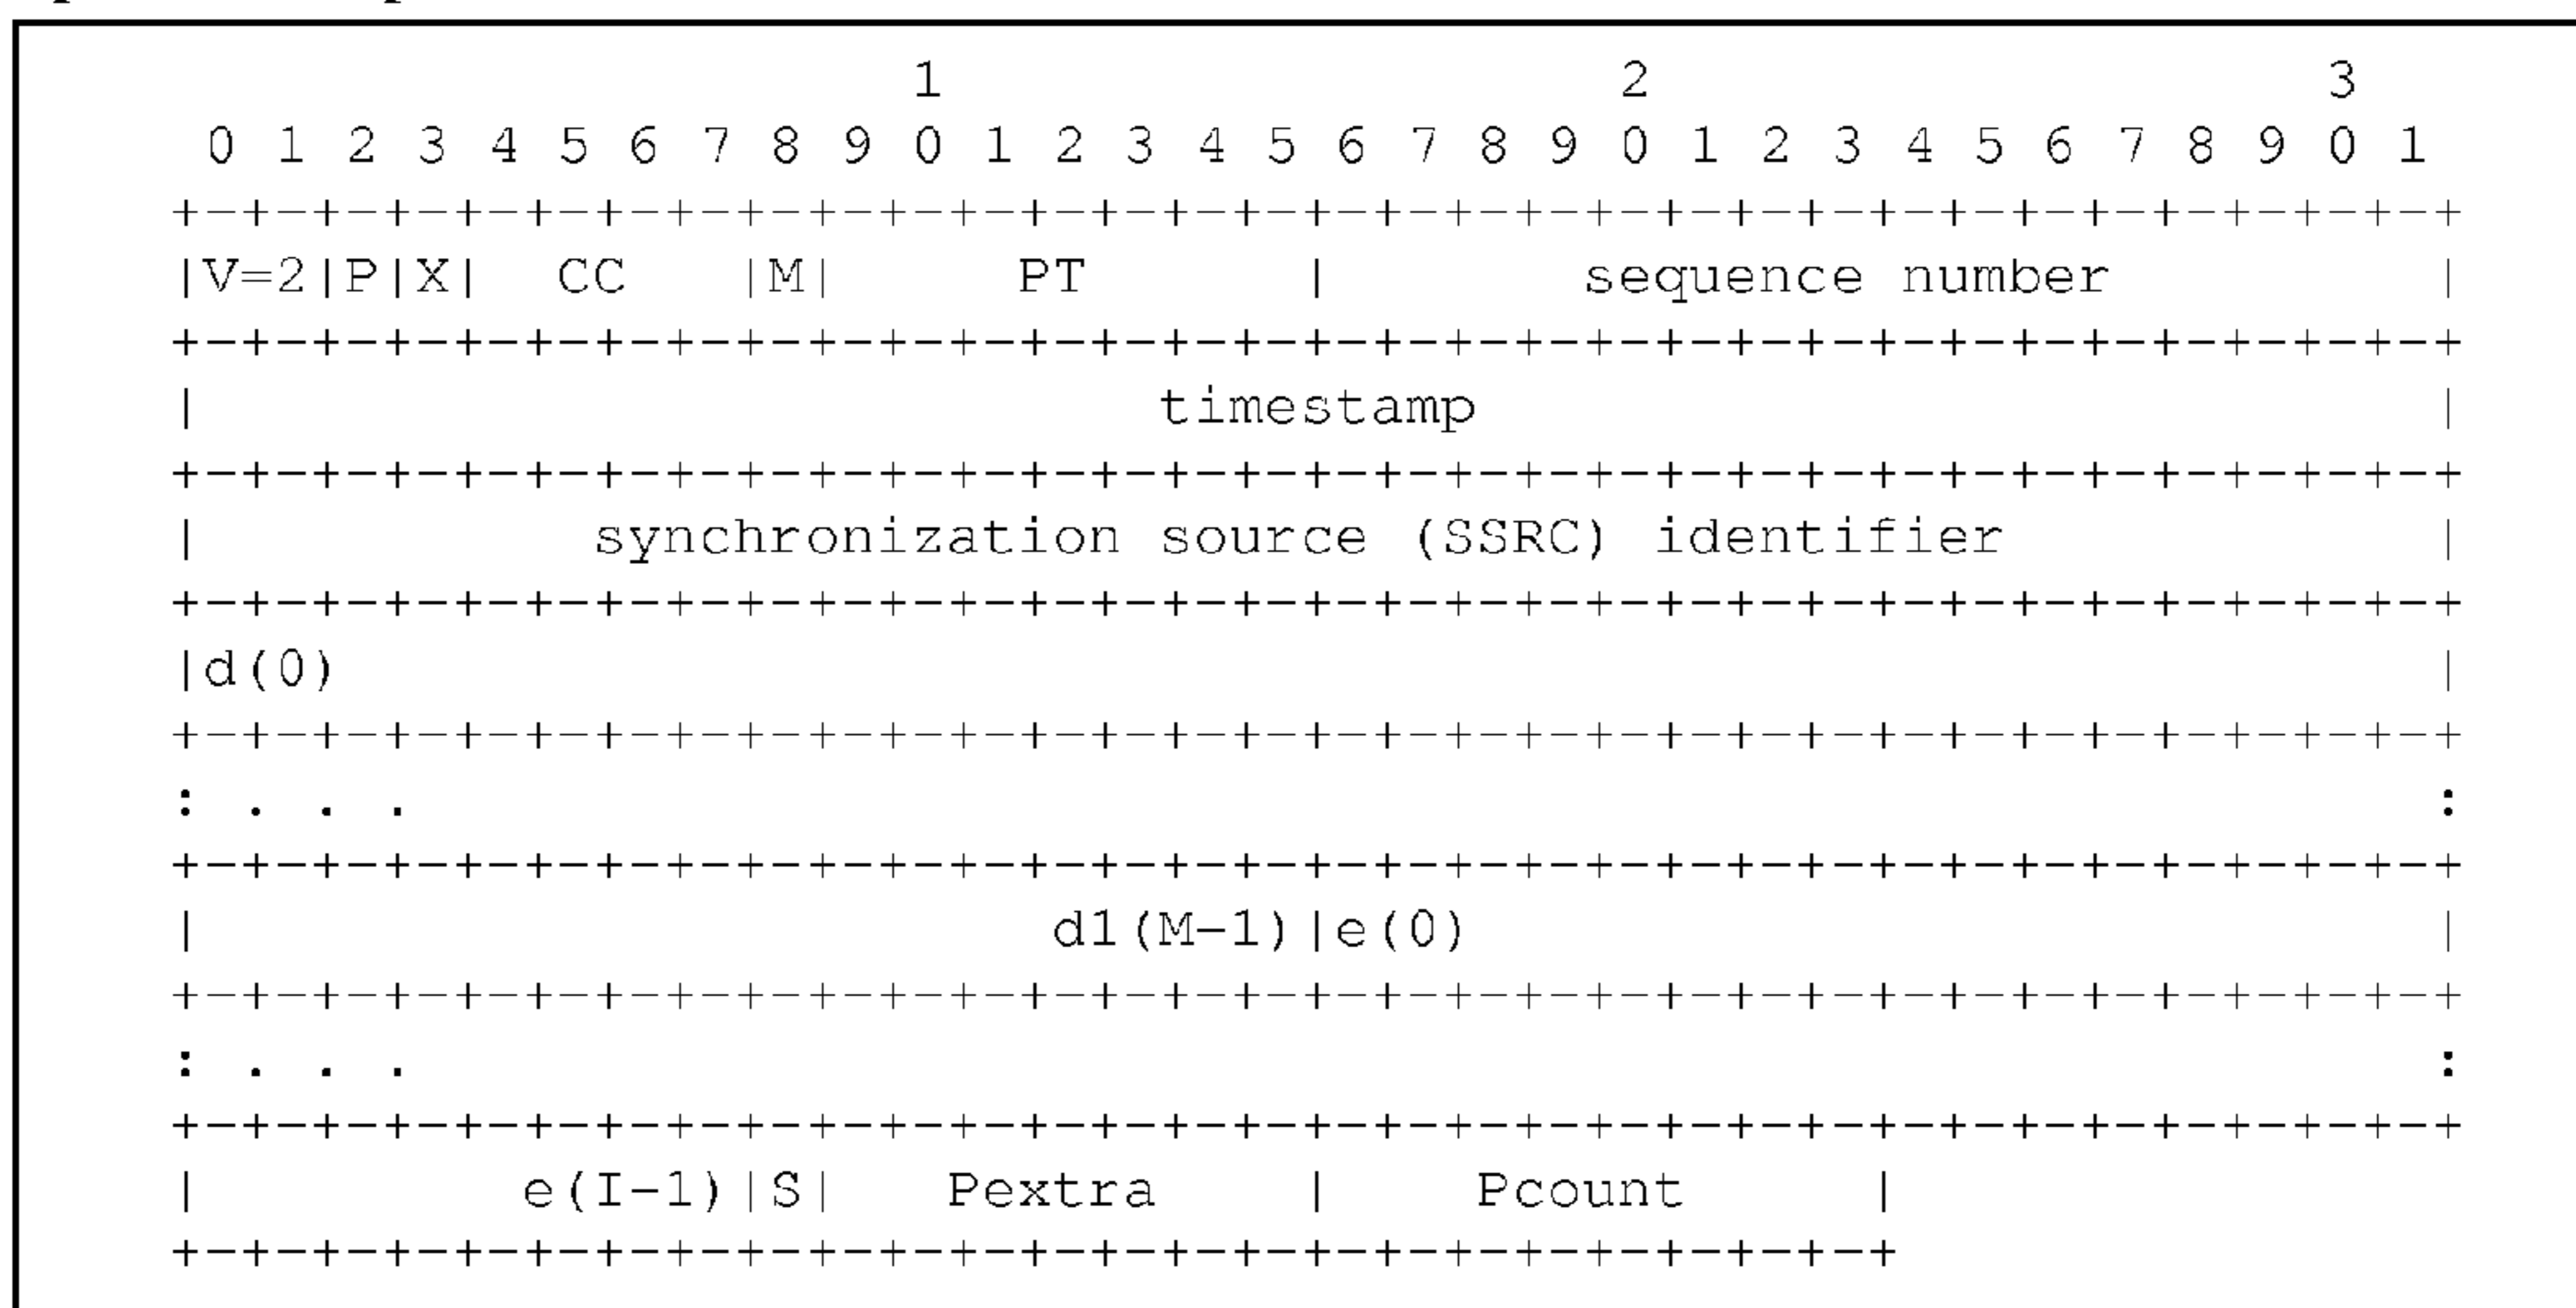 1                   2                   3
 0 1 2 3 4 5 6 7 8 9 0 1 2 3 4 5 6 7 8 9 0 1 2 3 4 5 6 7 8 9 0 1
+-+-+-+-+-+-+-+-+-+-+-+-+-+-+-+-+-+-+-+-+-+-+-+-+-+-+-+-+-+-+-+-+
|V=2|P|X|  CC   |M|     PT      |       sequence number         |
+-+-+-+-+-+-+-+-+-+-+-+-+-+-+-+-+-+-+-+-+-+-+-+-+-+-+-+-+-+-+-+-+
|                           timestamp                           |
+-+-+-+-+-+-+-+-+-+-+-+-+-+-+-+-+-+-+-+-+-+-+-+-+-+-+-+-+-+-+-+-+
|           synchronization source (SSRC) identifier            |
+-+-+-+-+-+-+-+-+-+-+-+-+-+-+-+-+-+-+-+-+-+-+-+-+-+-+-+-+-+-+-+-+
|d(0)                                                           |
+-+-+-+-+-+-+-+-+-+-+-+-+-+-+-+-+-+-+-+-+-+-+-+-+-+-+-+-+-+-+-+-+
: . . .                                                         :
+-+-+-+-+-+-+-+-+-+-+-+-+-+-+-+-+-+-+-+-+-+-+-+-+-+-+-+-+-+-+-+-+
|                        d1(M-1)|e(0)                           |
+-+-+-+-+-+-+-+-+-+-+-+-+-+-+-+-+-+-+-+-+-+-+-+-+-+-+-+-+-+-+-+-+
: . . .                                                         :
+-+-+-+-+-+-+-+-+-+-+-+-+-+-+-+-+-+-+-+-+-+-+-+-+-+-+-+-+-+-+-+-+
|         e(I-1)|S|   Pextra    |    Pcount     |
+-+-+-+-+-+-+-+-+-+-+-+-+-+-+-+-+-+-+-+-+-+-+-+-+